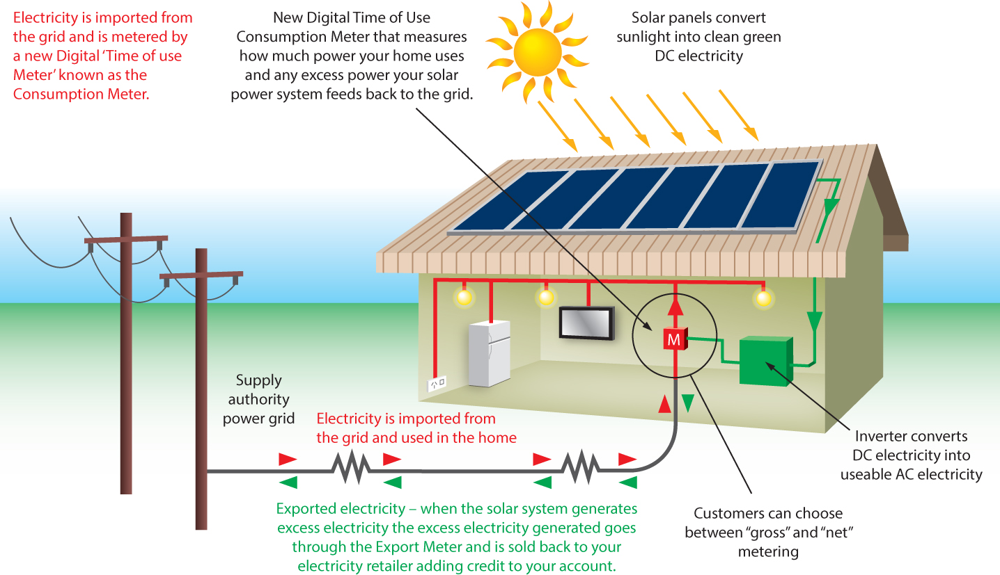 Electricity is imported from
the grid and is metered by
a new Digital ‘Time of use
Meter’ known as the
Consumption Meter.
New Digital Time of Use
Consumption Meter that measures
how much power your home uses
and any excess power your solar
power system feeds back to the grid.
Solar panels convert
sunlight into clean green
DC electricity
M
Supply
authority
power grid
Electricity is imported from
the grid and used in the home
Inverter converts
DC electricity into
useable AC electricity
Exported electricity – when the solar system generates
excess electricity the excess electricity generated goes
through the Export Meter and is sold back to your
electricity retailer adding credit to your account.
Customers can choose
between “gross” and “net”
metering